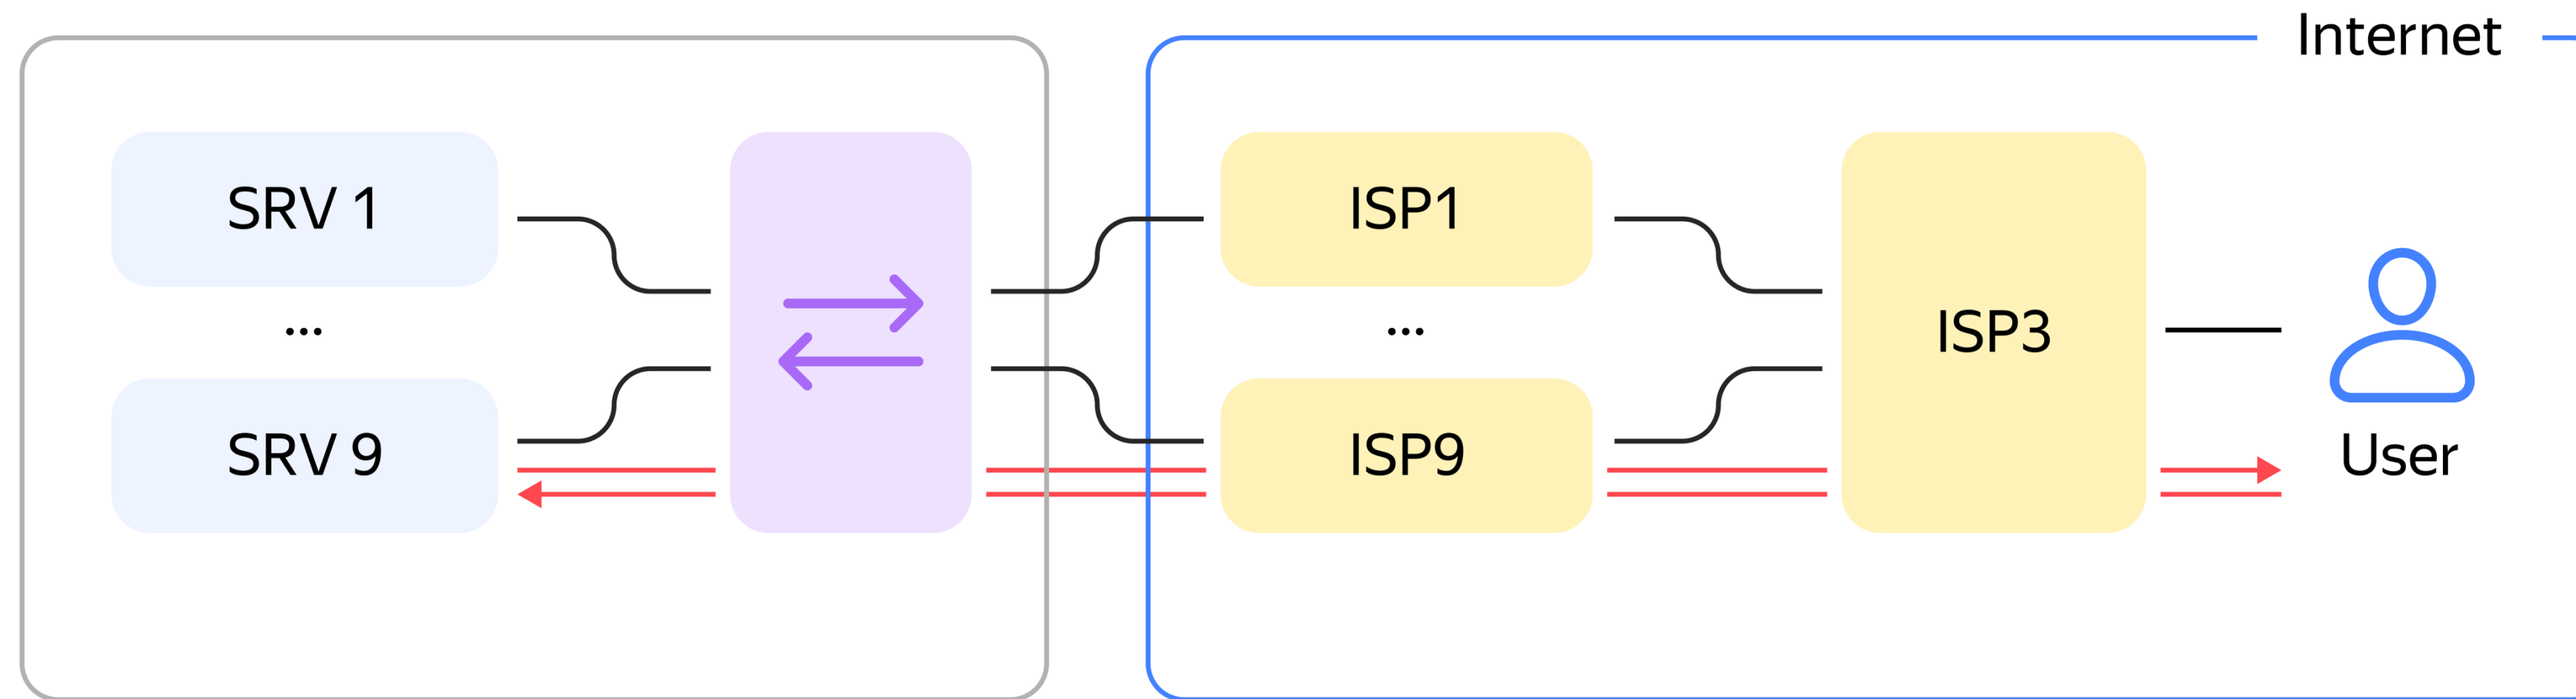 Internet
SRV 1
...
SRV 9
ISP1
...
ISP9
ISP3
User